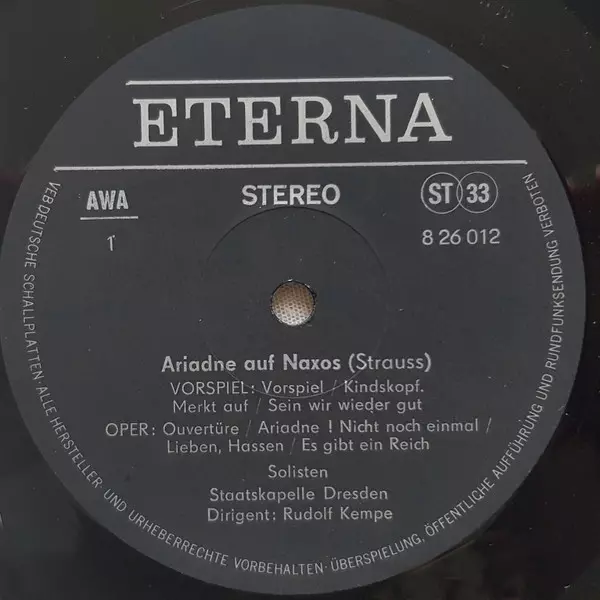 ETERNA
AWA
STEREO
ST 33
1
8 26 012
Ariadne auf Naxos (Strauss)
VORSPIEL: Vorspiel / Kindskopf.
Merkt auf / Sein wir wieder gut
OPER: Ouvertüre / Ariadne ! Nicht noch einmal /
Lieben, Hassen / Es gibt ein Reich
Solisten
Staatskapelle Dresden
Dirigent: Rudolf Kempe
VEB DEUTSCHE SCHALLPLATTEN · ALLE HERSTELLER- UND URHEBERRECHTE VORBEHALTEN · ÜBERSPIELUNG, ÖFFENTLICHE AUFFÜHRUNG UND RUNDFUNKSENDUNG VERBOTEN